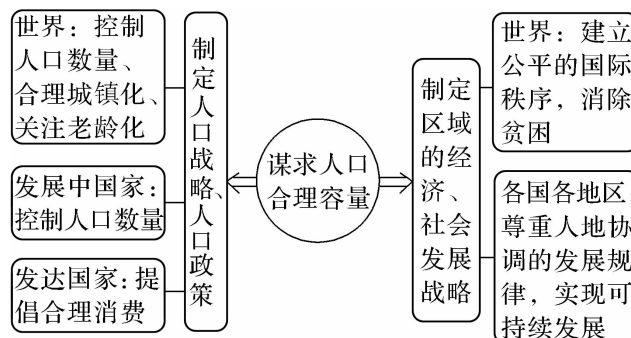 世界：控制
人口数量、
合理城镇化、
关注老龄化
发展中国家：
控制人口数量
发达国家：提
倡合理消费
制定人口战略、人口政策
谋求人口
合理容量
制定
区域
的经
济、
社会
发展
战略
世界：建立
公平的国际
秩序，消除
贫困
各国各地区
尊重人地协
调的发展规
律，实现可
持续发展